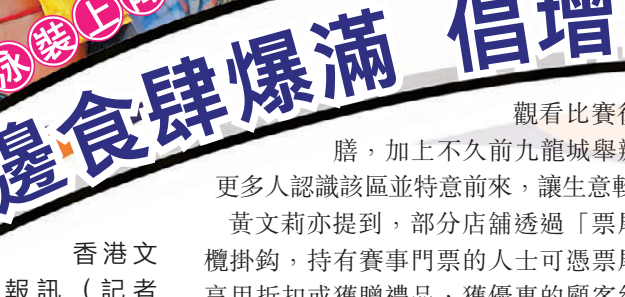 泳裝上陣
邊食肆爆滿 倡增
香港文
報訊（記者
觀看比賽後
膳，加上不久前九龍城舉辦
更多人認識該區並特意前來，讓生意較
黃文莉亦提到，部分店舖透過「票尾
欖掛鈎，持有賽事門票的人士可憑票尾
享用折扣或獲贈禮品，獲優惠的顧客